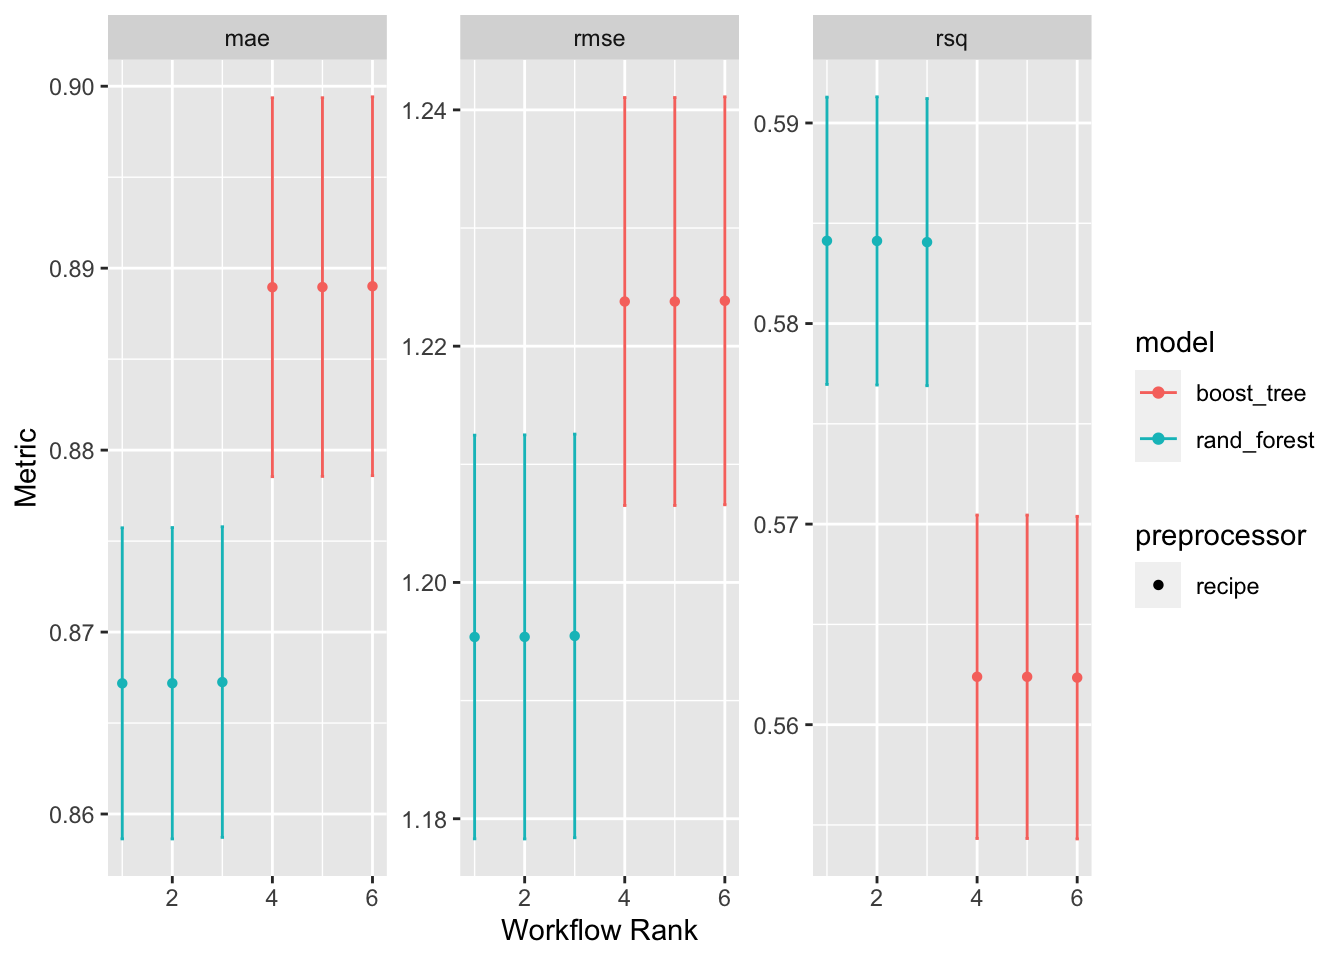 mae
rmse
rsq
0.90
0.89
0.88
0.87
0.86
1.24
1.22
1.20
1.18
0.59
0.58
0.57
0.56
2 4 6
2 4 6
2 4 6
Metric
Workflow Rank
model
boost_tree
rand_forest
preprocessor
recipe